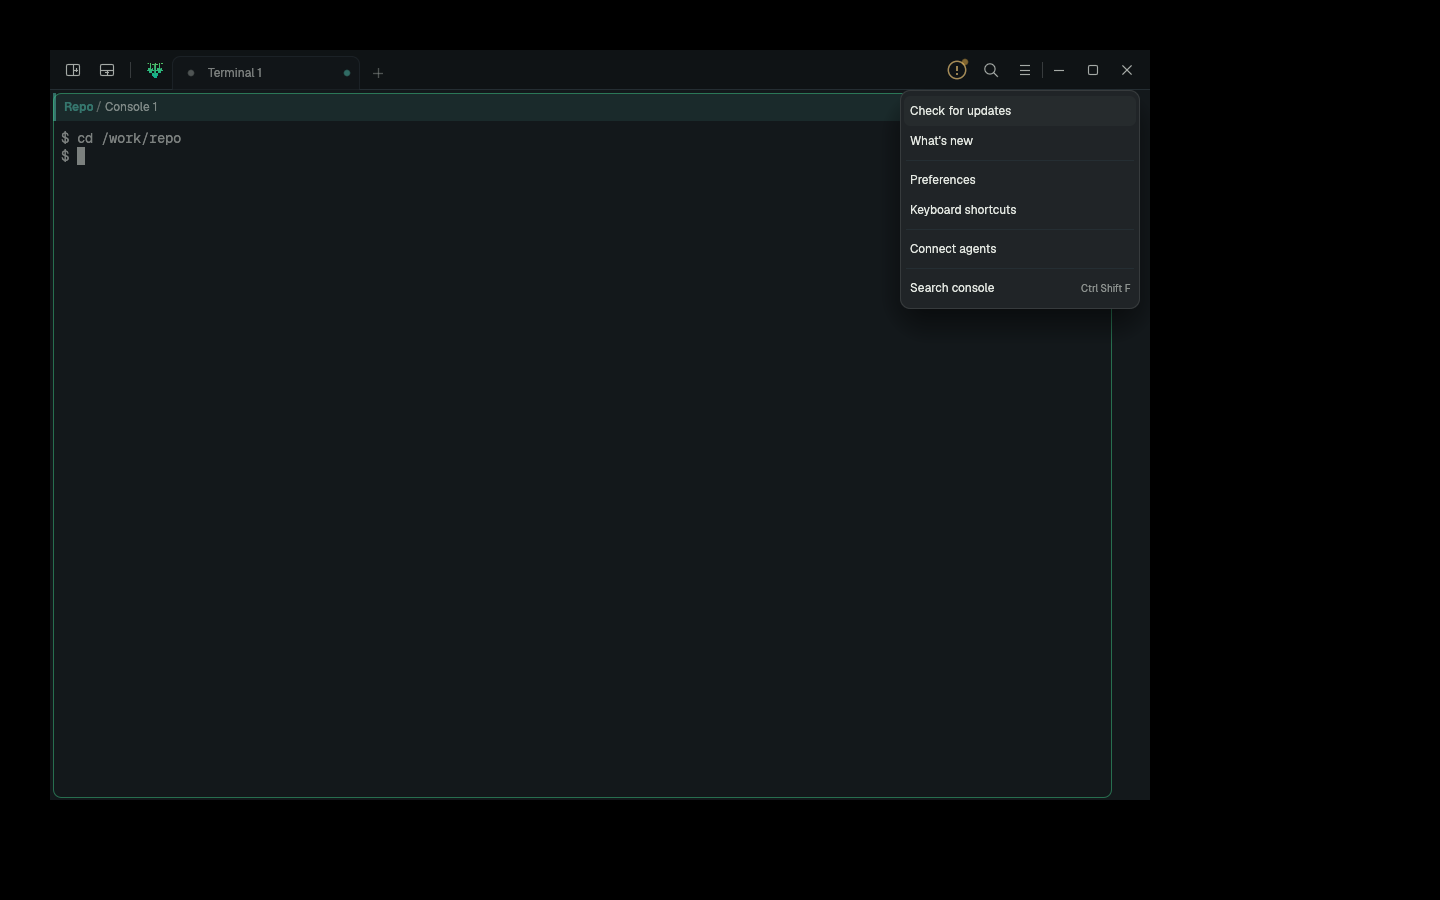 Terminal 1
Repo / Console 1
$ cd /work/repo
$
Check for updates
What's new
Preferences
Keyboard shortcuts
Connect agents
Search console Ctrl Shift F